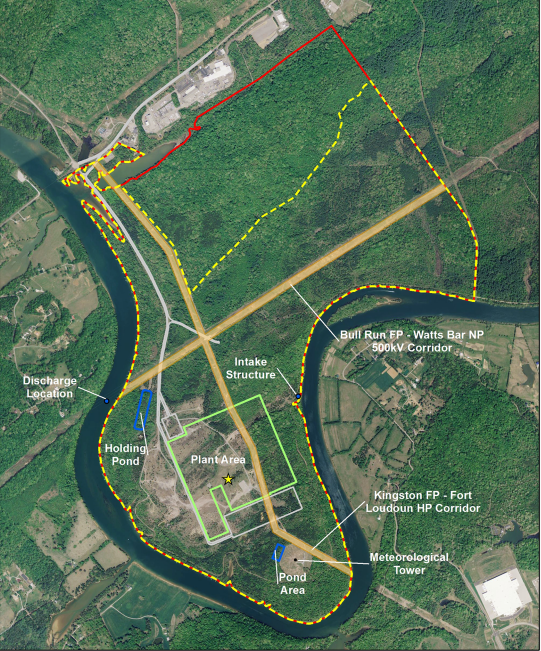 Bull Run FP - Watts Bar NP
500kV Corridor
Intake
Structure
Discharge
Location
Holding
Pond
Plant Area
Kingston FP - Fort
Loudoun HP Corridor
Meteorological
Tower
Pond
Area